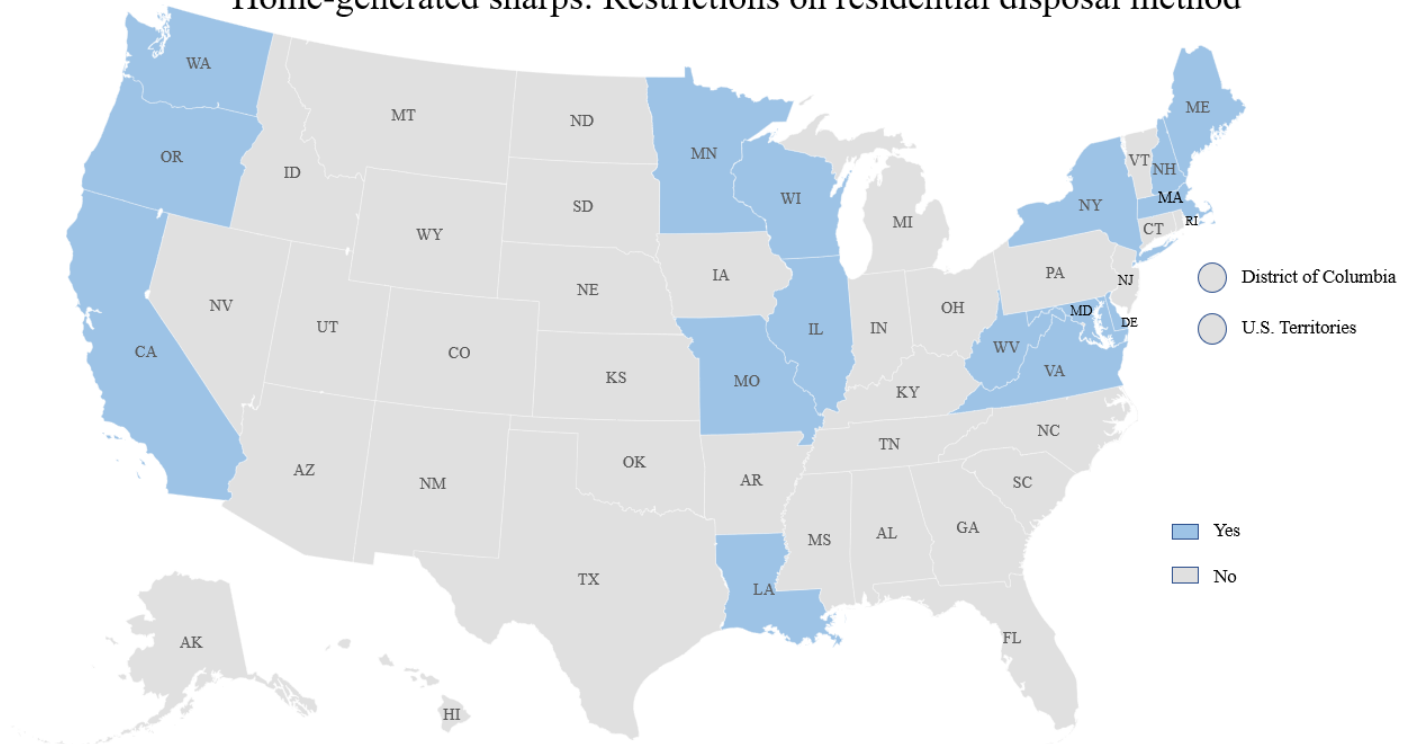 Home-generated sharps: Restrictions on residential disposal method
WA
MT
ND
MN
ME
OR
ID
SD
WI
VT
NH
NY
MA
WY
MI
CT
RI
IA
PA
NJ
District of Columbia
NV
NE
OH
MD
DE
UT
IL
IN
U.S. Territories
CA
CO
WV
VA
KS
MO
KY
AZ
NM
OK
AR
TN
NC
SC
MS
AL
GA
Yes
TX
LA
No
AK
FL
HI